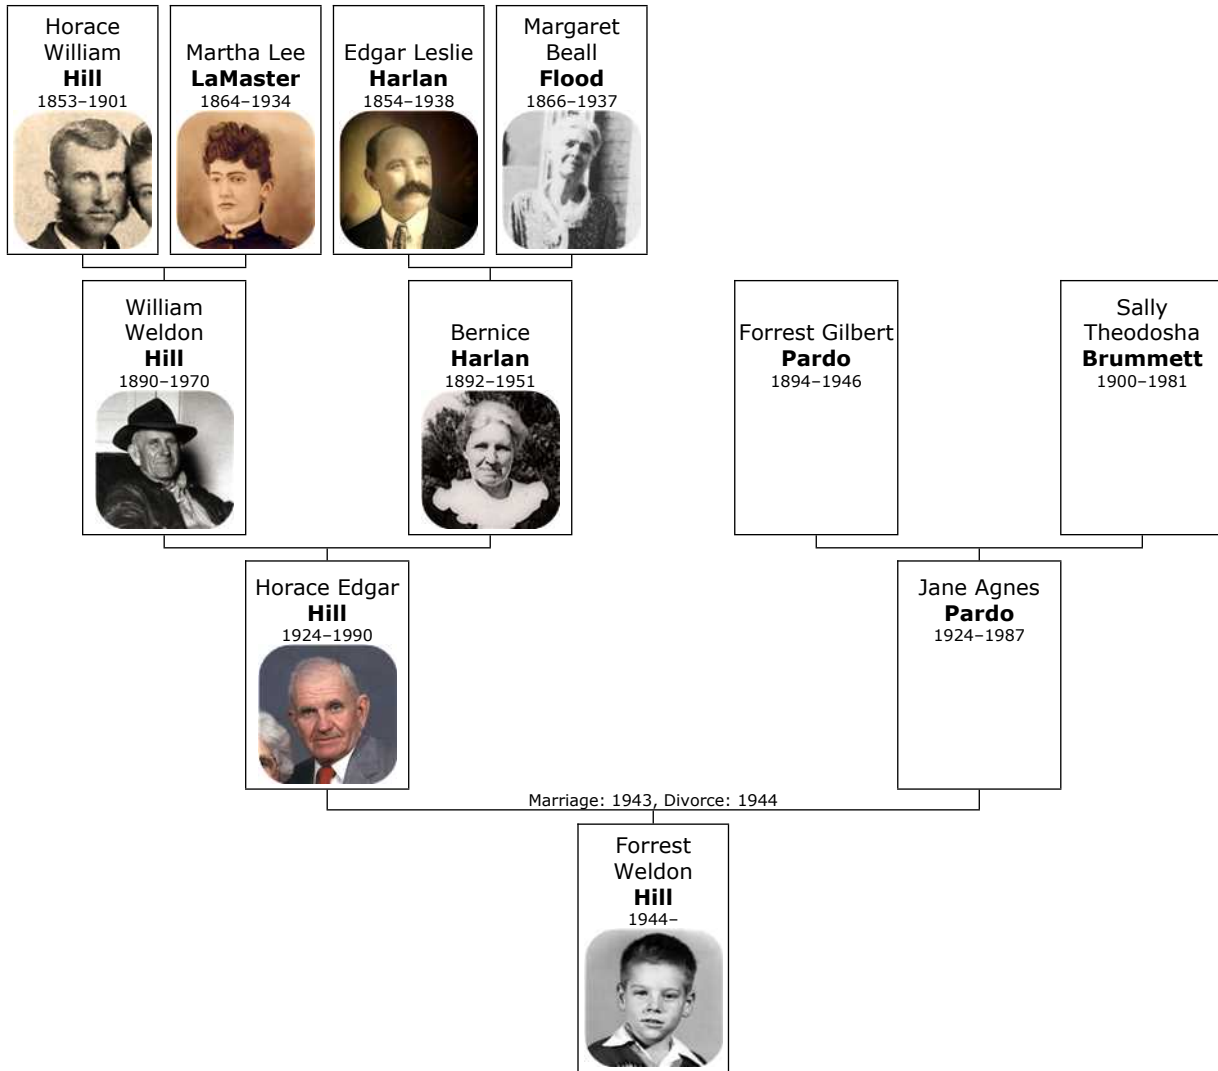 Horace
William
Hill
1853–1901
Martha Lee
LaMaster
1864–1934
Edgar Leslie
Harlan
1854–1938
Margaret
Beall
Flood
1866–1937
William
Weldon
Hill
1890–1970
Bernice
Harlan
1892–1951
Forrest Gilbert
Pardo
1894–1946
Sally
Theodosha
Brummett
1900–1981
Horace Edgar
Hill
1924–1990
Jane Agnes
Pardo
1924–1987
Marriage: 1943, Divorce: 1944
Forrest
Weldon
Hill
1944–